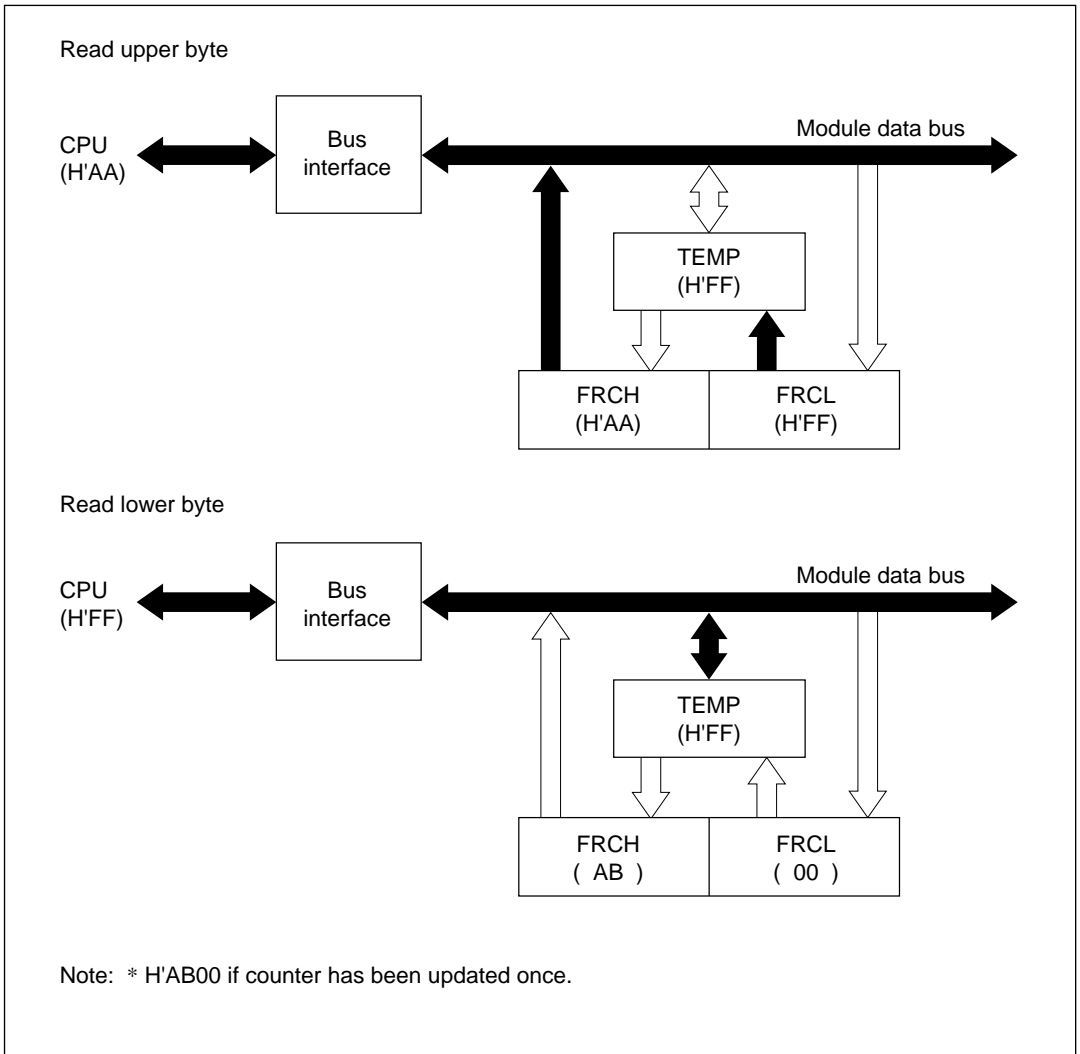 Read upper byte
CPU
(H'AA)
Bus
interface
Module data bus
TEMP
(H'FF)
FRCH
(H'AA)
FRCL
(H'FF)
Read lower byte
CPU
(H'FF)
Bus
interface
Module data bus
TEMP
(H'FF)
FRCH
( AB )
FRCL
( 00 )
Note: * H'AB00 if counter has been updated once.